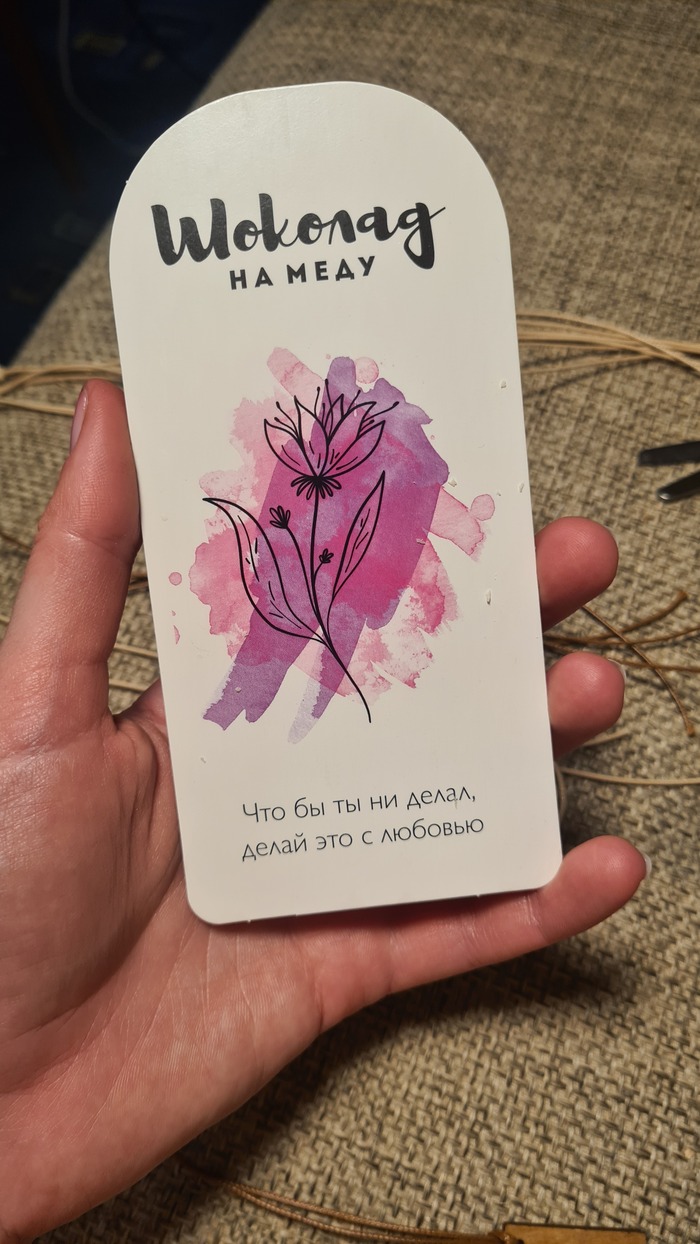 Шоколад
НА МЕДУ
Что бы ты ни делал,
делай это с любовью